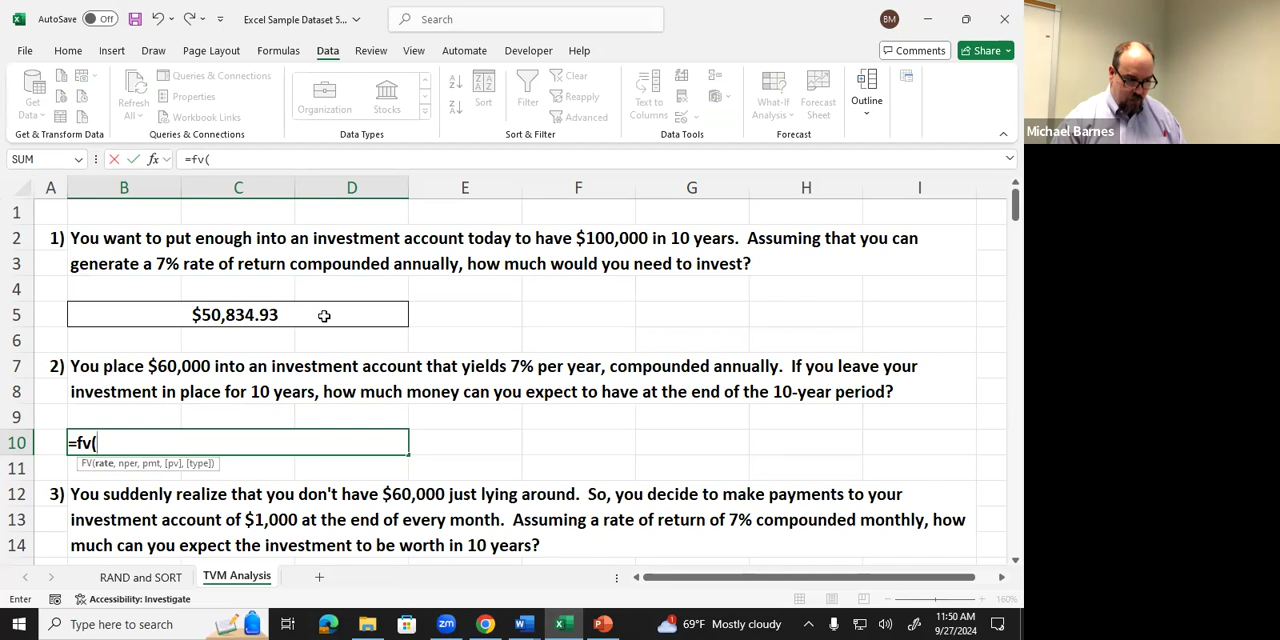 AutoSave Off Excel Sample Dataset 5... Search BM
File Home Insert Draw Page Layout Formulas Data Review View Automate Developer Help Comments Share
Get Data
Refresh All
Queries & Connections
Properties
Workbook Links
Organization Stocks
Sort
Filter
Clear
Reapply
Advanced
Text to Columns
What-If Analysis
Forecast Sheet
Outline
Get & Transform Data Queries & Connections Data Types Sort & Filter Data Tools Forecast
Michael Barnes
SUM fx =fv(
A B C D E F G H I
1
2 1) You want to put enough into an investment account today to have $100,000 in 10 years. Assuming that you can
3 generate a 7% rate of return compounded annually, how much would you need to invest?
4
5 $50,834.93
6
7 2) You place $60,000 into an investment account that yields 7% per year, compounded annually. If you leave your
8 investment in place for 10 years, how much money can you expect to have at the end of the 10-year period?
9
10 =fv(
11 FV(rate, nper, pmt, [pv], [type])
12 3) You suddenly realize that you don't have $60,000 just lying around. So, you decide to make payments to your
13 investment account of $1,000 at the end of every month. Assuming a rate of return of 7% compounded monthly, how
14 much can you expect the investment to be worth in 10 years?
RAND and SORT TVM Analysis
Enter Accessibility: Investigate 160%
Type here to search zm 69°F Mostly cloudy 11:50 AM
9/27/2024